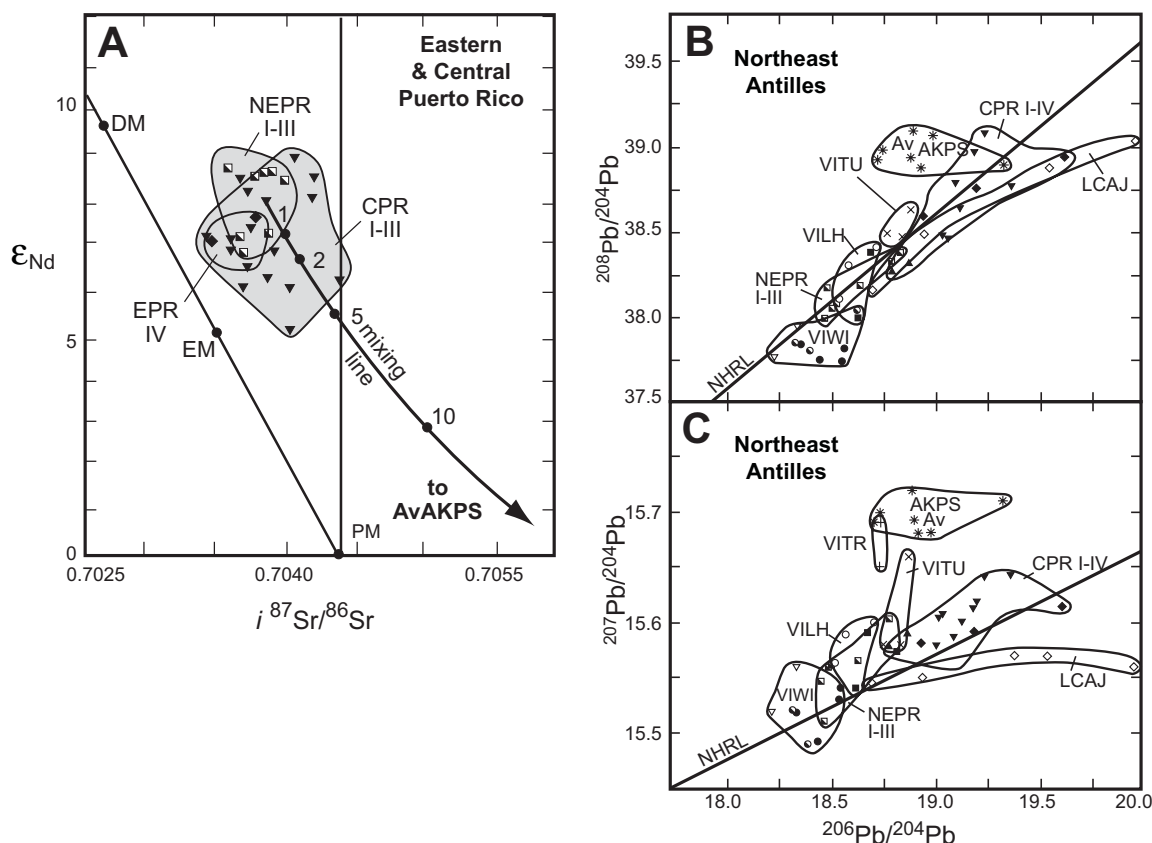 A
Eastern
& Central
Puerto Rico
NEPR
I-III
10
DM
CPR
I-III
1
2
εNd
EPR
IV
EM
5
5 mixing
line
10
to
AvAKPS
PM
0
0.7025
0.7040
0.7055
i 87Sr/86Sr
B
Northeast
Antilles
39.5
39.0
38.5
38.0
37.5
208Pb/204Pb
CPR I-IV
Av
AKPS
LCAJ
VITU
VILH
NEPR
I-III
VIWI
NHRL
C
Northeast
Antilles
15.7
15.6
15.5
207Pb/204Pb
AKPS
Av
VITR
VITU
CPR I-IV
VILH
LCAJ
VIWI
NEPR
I-III
NHRL
18.0
18.5
19.0
19.5
20.0
206Pb/204Pb